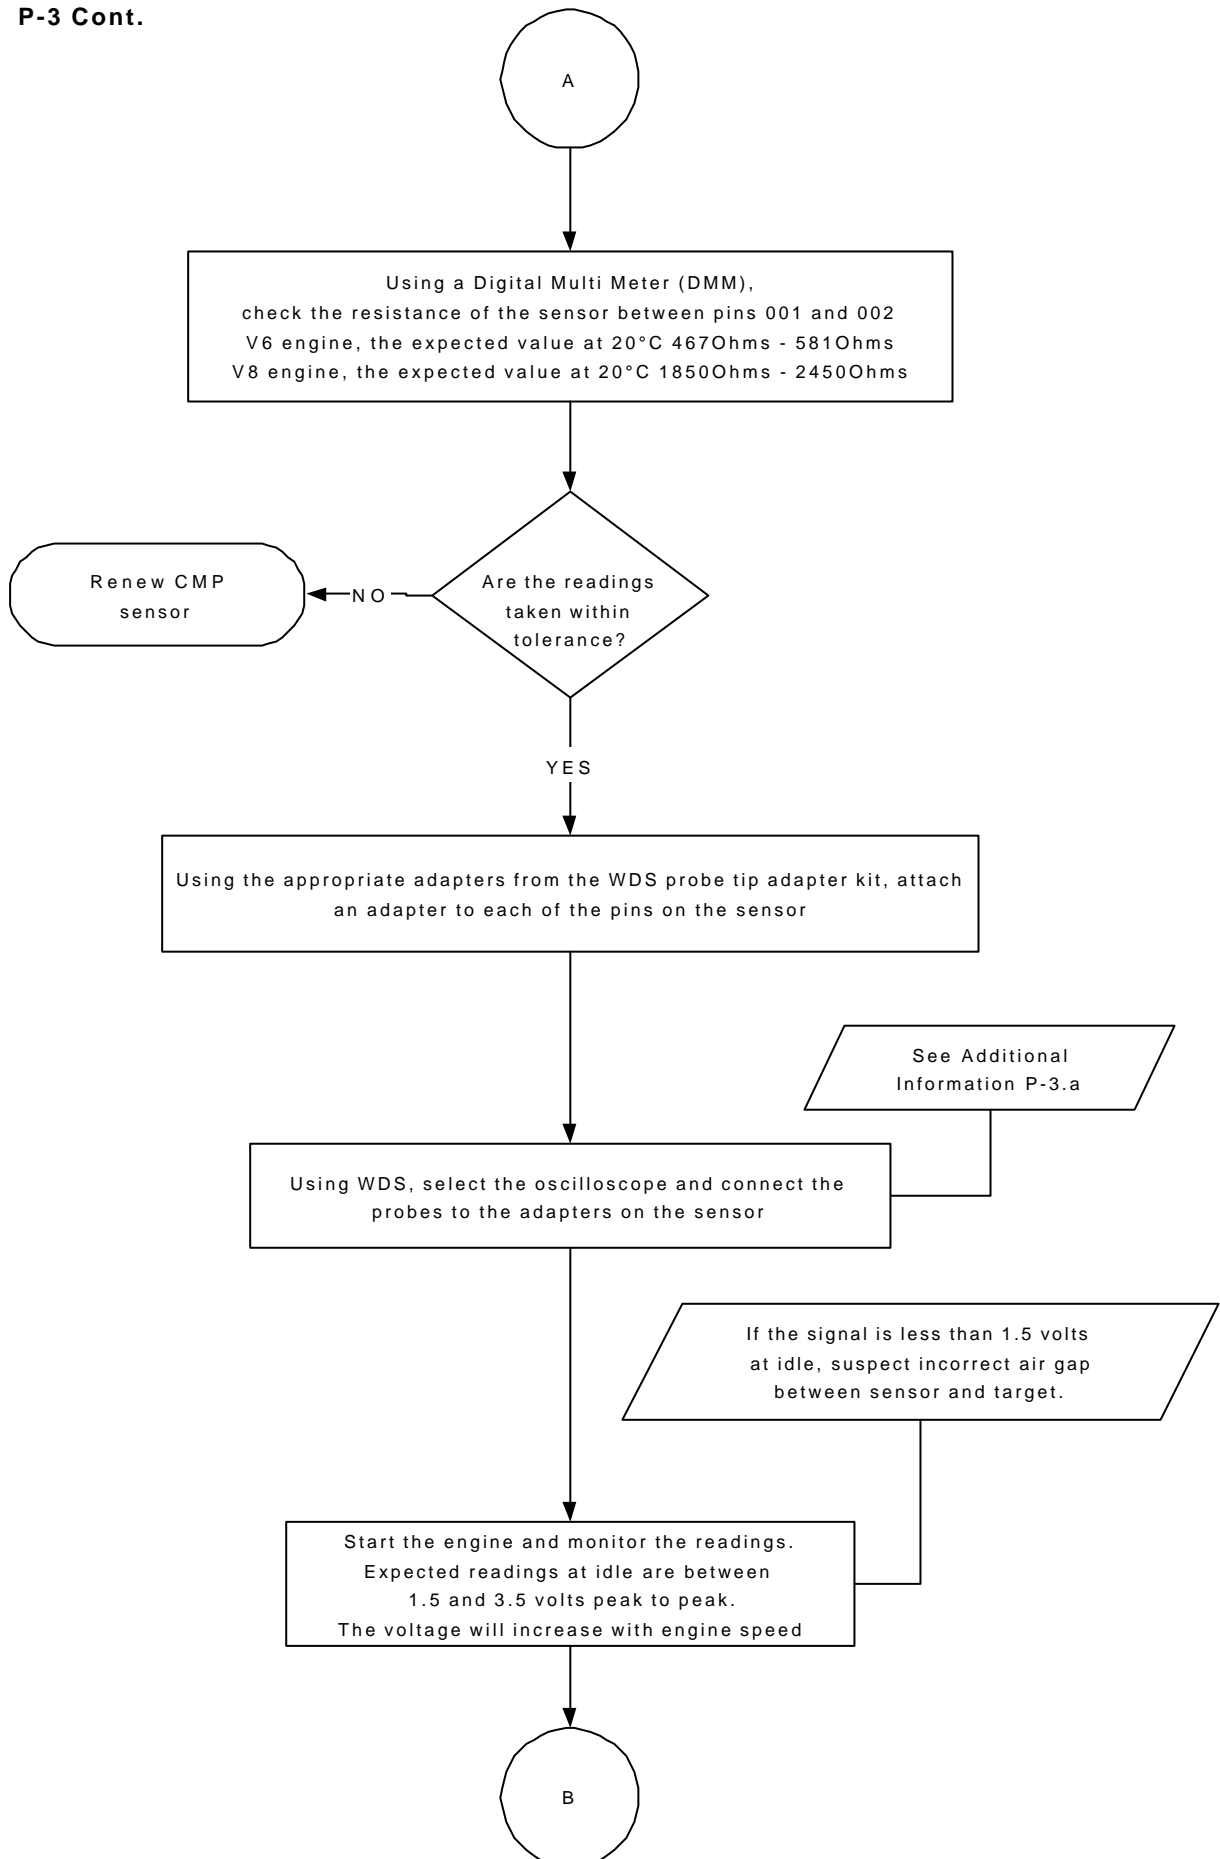 P-3 Cont.
A
Using a Digital Multi Meter (DMM),
check the resistance of the sensor between pins 001 and 002
V6 engine, the expected value at 20°C 467Ohms - 581Ohms
V8 engine, the expected value at 20°C 1850Ohms - 2450Ohms
Renew CMP
sensor
NO
Are the readings
taken within
tolerance?
YES
Using the appropriate adapters from the WDS probe tip adapter kit, attach
an adapter to each of the pins on the sensor
See Additional
Information P-3.a
Using WDS, select the oscilloscope and connect the
probes to the adapters on the sensor
If the signal is less than 1.5 volts
at idle, suspect incorrect air gap
between sensor and target.
Start the engine and monitor the readings.
Expected readings at idle are between
1.5 and 3.5 volts peak to peak.
The voltage will increase with engine speed
B